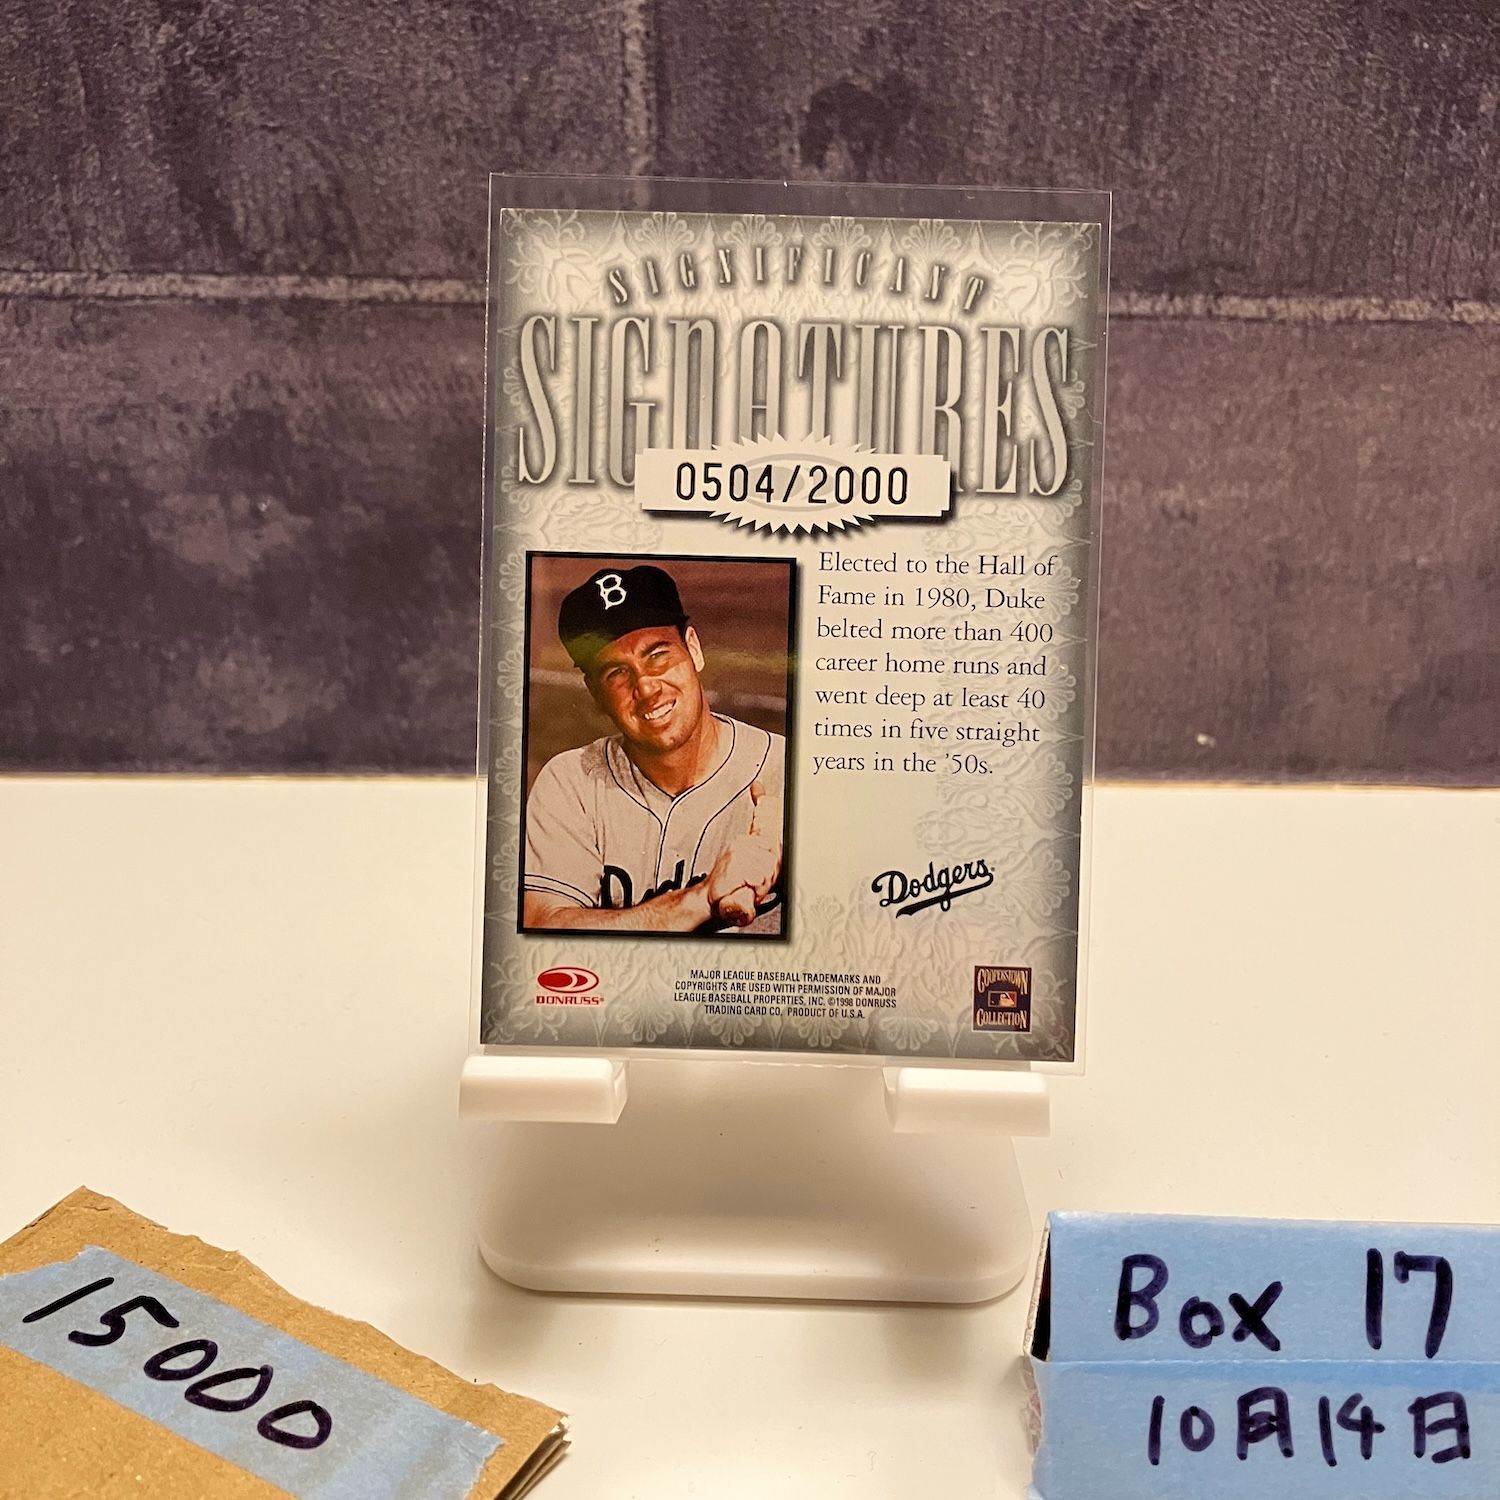 SIGNIFICANT
SIGNATURES
0504/2000
Elected to the Hall of
Fame in 1980, Duke
belted more than 400
career home runs and
went deep at least 40
times in five straight
years in the '50s.
B
Dodgers
DONRUSS®
MAJOR LEAGUE BASEBALL TRADEMARKS AND
COPYRIGHTS ARE USED WITH PERMISSION OF MAJOR
LEAGUE BASEBALL PROPERTIES, INC. ©1998 DONRUSS
TRADING CARD CO. PRODUCT OF U.S.A.
COOPERSTOWN
COLLECTION
15000
Box 17
10月14日